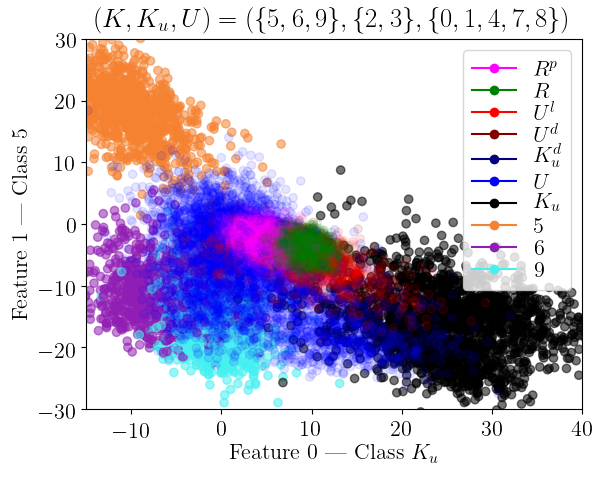 (K, K_u, U) = ({5, 6, 9}, {2, 3}, {0, 1, 4, 7, 8})
30
20
10
0
−10
−20
−30
Feature 1 — Class 5
R^p
R
U^l
U^d
K_u^d
U
K_u
5
6
9
−10 0 10 20 30 40
Feature 0 — Class K_u